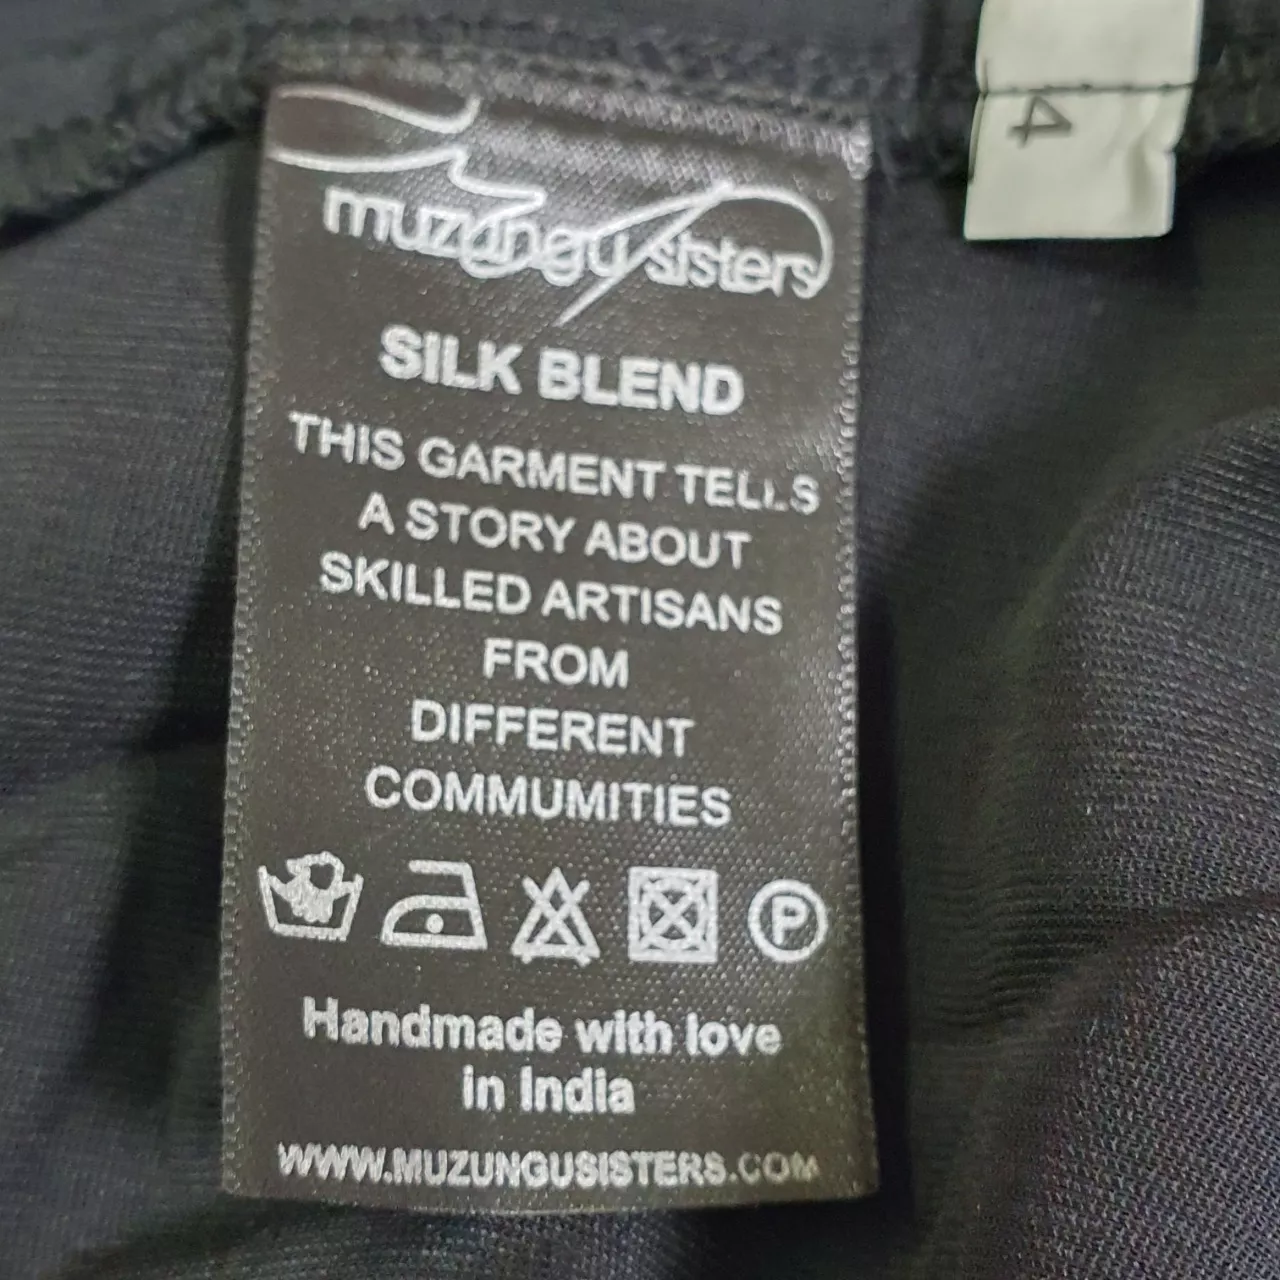 muzungu sisters
SILK BLEND
THIS GARMENT TELLS
A STORY ABOUT
SKILLED ARTISANS
FROM
DIFFERENT
COMMUMITIES
P
Handmade with love
in India
WWW.MUZUNGUSISTERS.COM
4